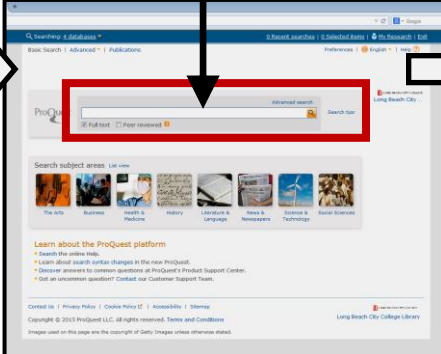 Google
Searching: 4 databases
0 Recent searches | 0 Selected items | My Research | Exit
Basic Search | Advanced | Publications
Preferences | English | Help
LONG BEACH CITY COLLEGE
Long Beach City ...
Advanced search
ProQu
Search tips
Full text Peer reviewed
Search subject areas List view
The Arts
Business
Health & Medicine
History
Literature & Language
News & Newspapers
Science & Technology
Social Sciences
Learn about the ProQuest platform
Search the online Help.
Learn about search syntax changes in the new ProQuest.
Discover answers to common questions at ProQuest's Product Support Center.
Got an uncommon question? Contact our Customer Support Team.
Contact Us | Privacy Policy | Cookie Policy | Accessibility | Sitemap
Copyright © 2015 ProQuest LLC. All rights reserved. Terms and Conditions
Long Beach City College Library
Images used on this page are the copyright of Getty Images unless otherwise stated.